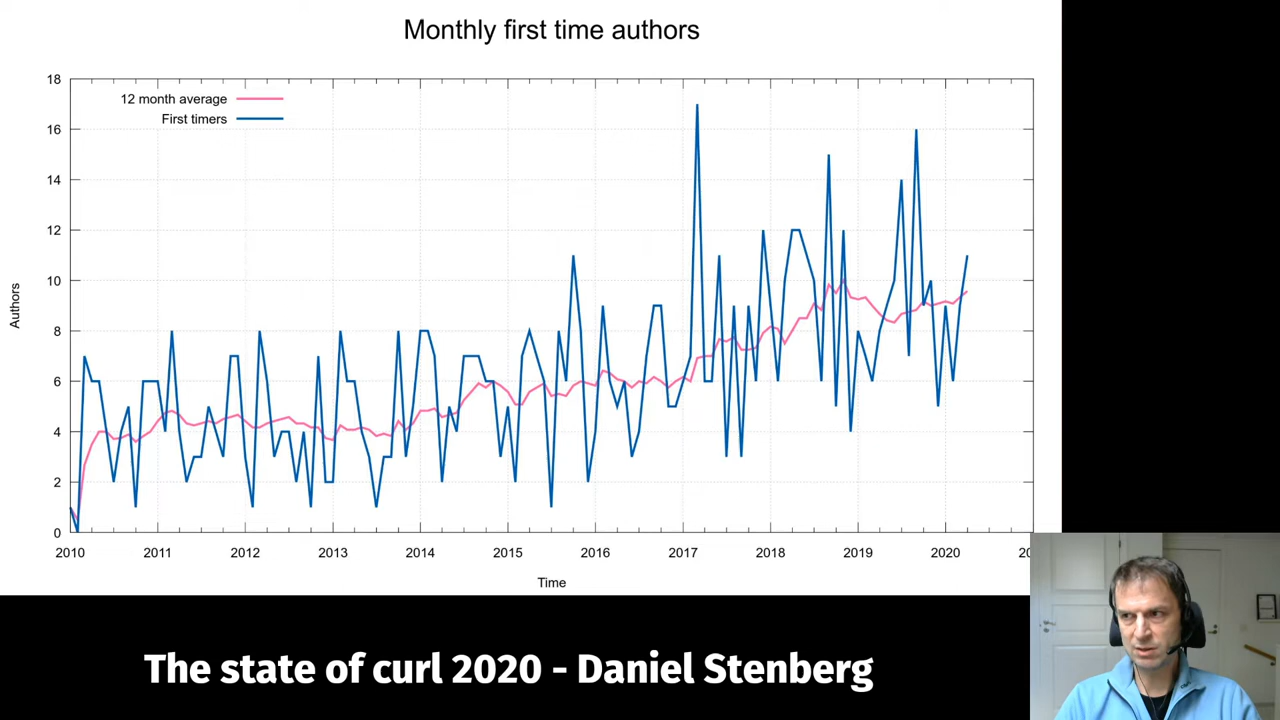 Monthly first time authors
18
16
14
12
10
8
6
4
2
0
12 month average
First timers
Authors
2010 2011 2012 2013 2014 2015 2016 2017 2018 2019 2020 20
Time
The state of curl 2020 - Daniel Stenberg